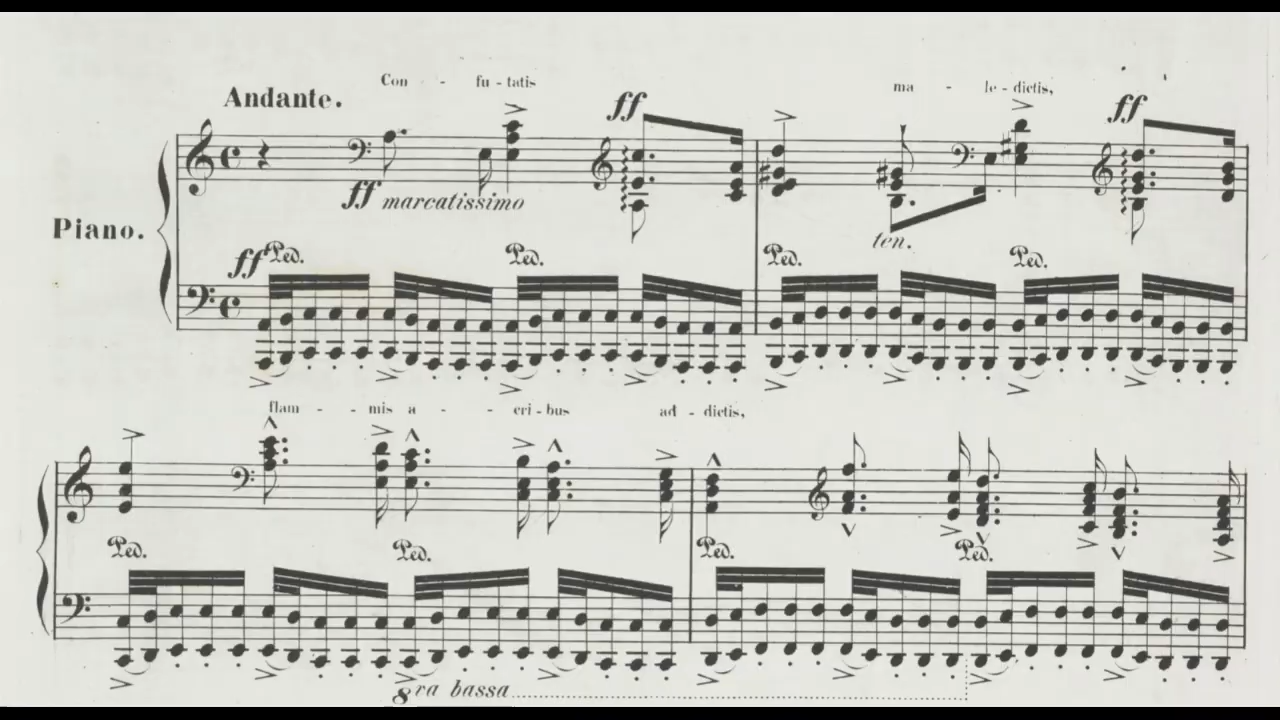 Con - fu - tatis ma - le - dictis,
Andante. ff ff
Piano. ff marcatissimo ten.
ff Ped. Ped. Ped. Ped.
flam - - mis a - - cri - bus ad - dictis,
Ped. Ped. Ped. Ped.
8va bassa